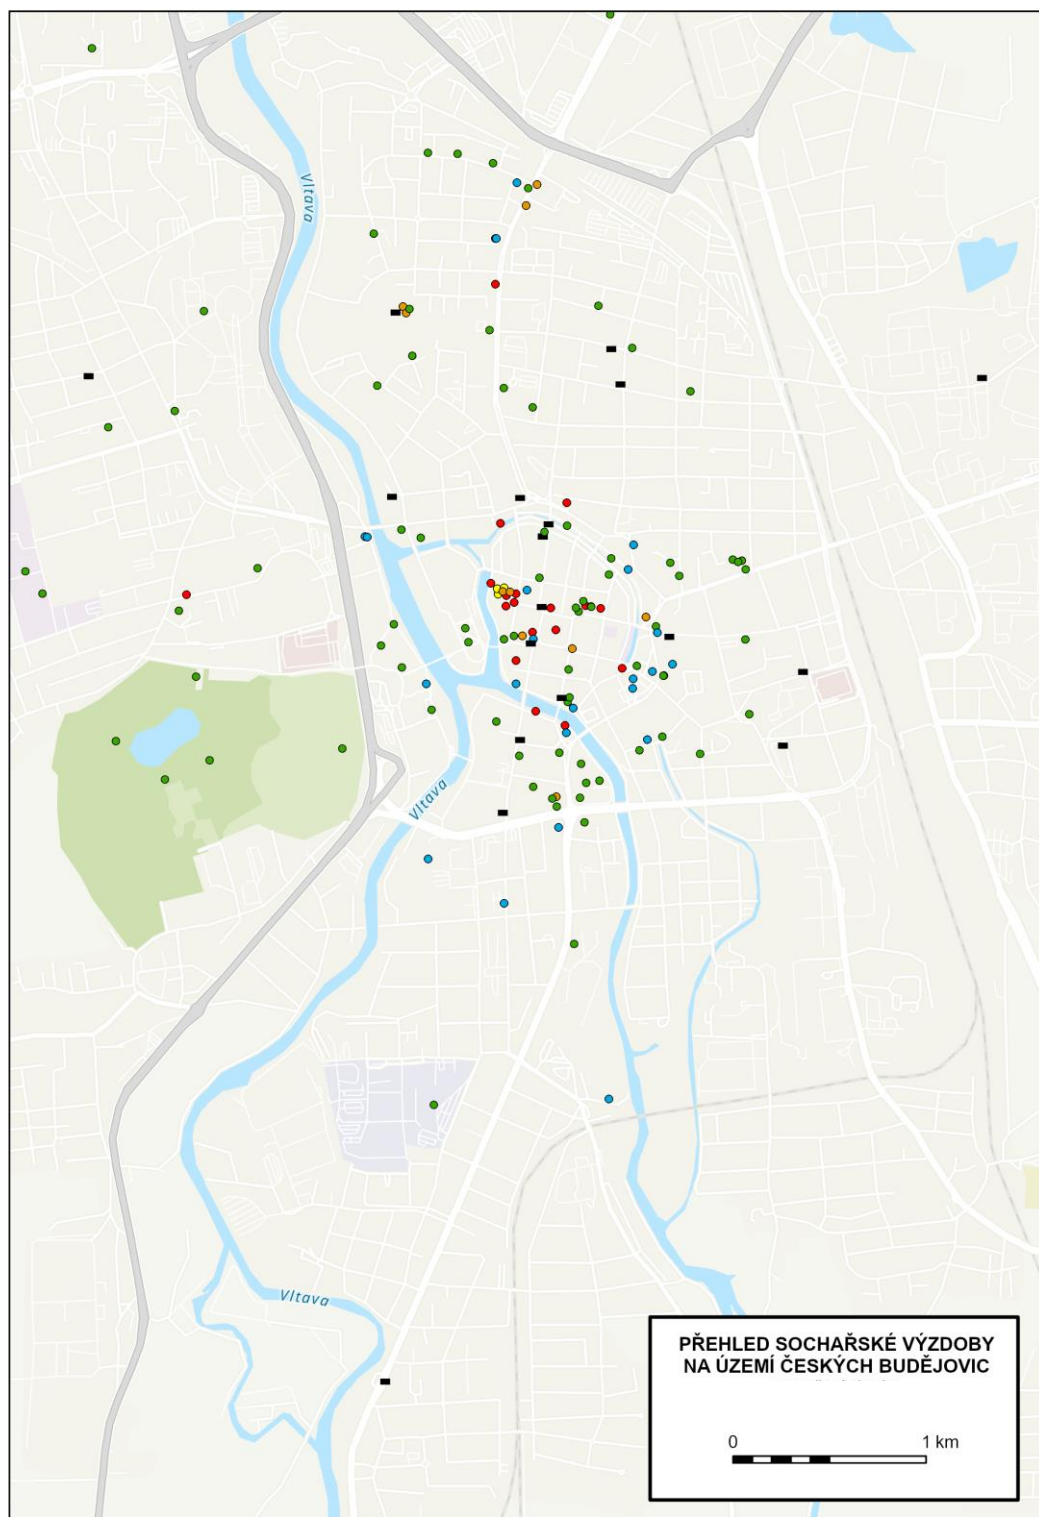 Vltava
Vltava
Vltava
PŘEHLED SOCHAŘSKÉ VÝZDOBY
NA ÚZEMÍ ČESKÝCH BUDĚJOVIC
0 1 km